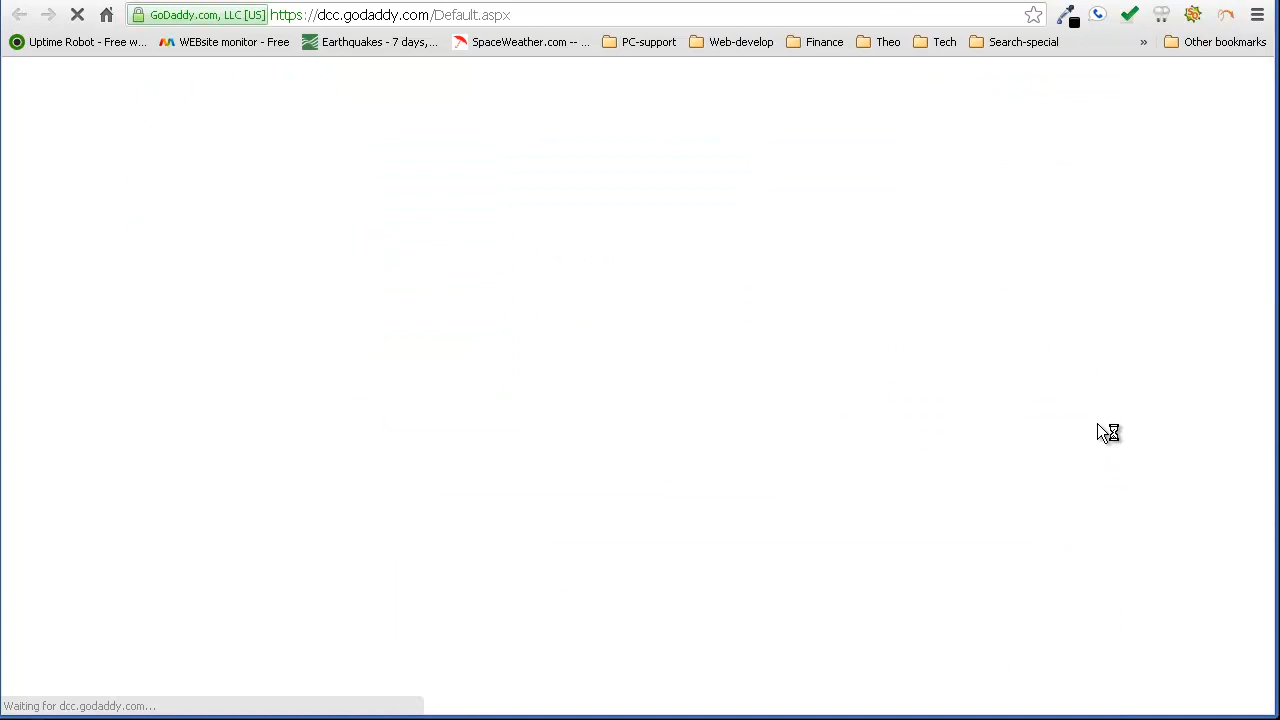 GoDaddy.com, LLC [US] https://dcc.godaddy.com/Default.aspx
Uptime Robot - Free w... WEBsite monitor - Free Earthquakes - 7 days,... SpaceWeather.com -- ... PC-support Web-develop Finance Theo Tech Search-special » Other bookmarks
Waiting for dcc.godaddy.com...